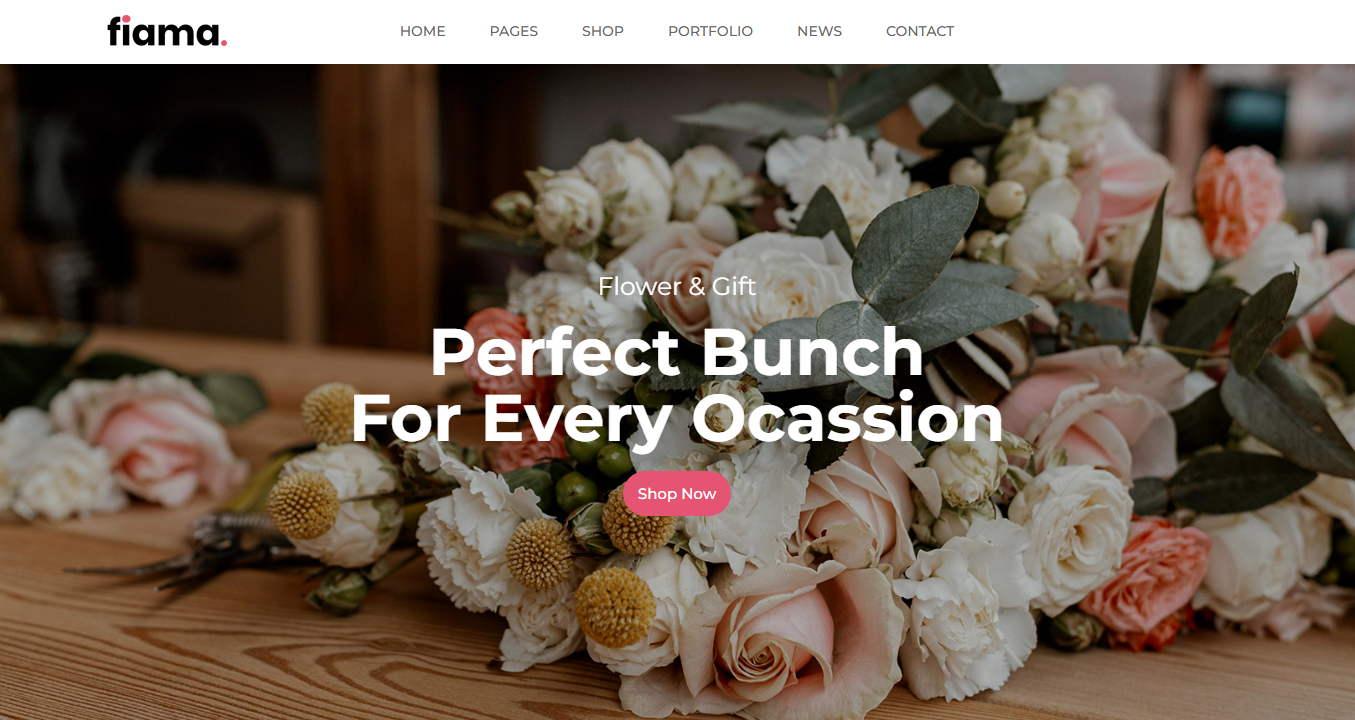 fiama.
HOME PAGES SHOP PORTFOLIO NEWS CONTACT
Flower & Gift
Perfect Bunch
For Every Ocassion
Shop Now